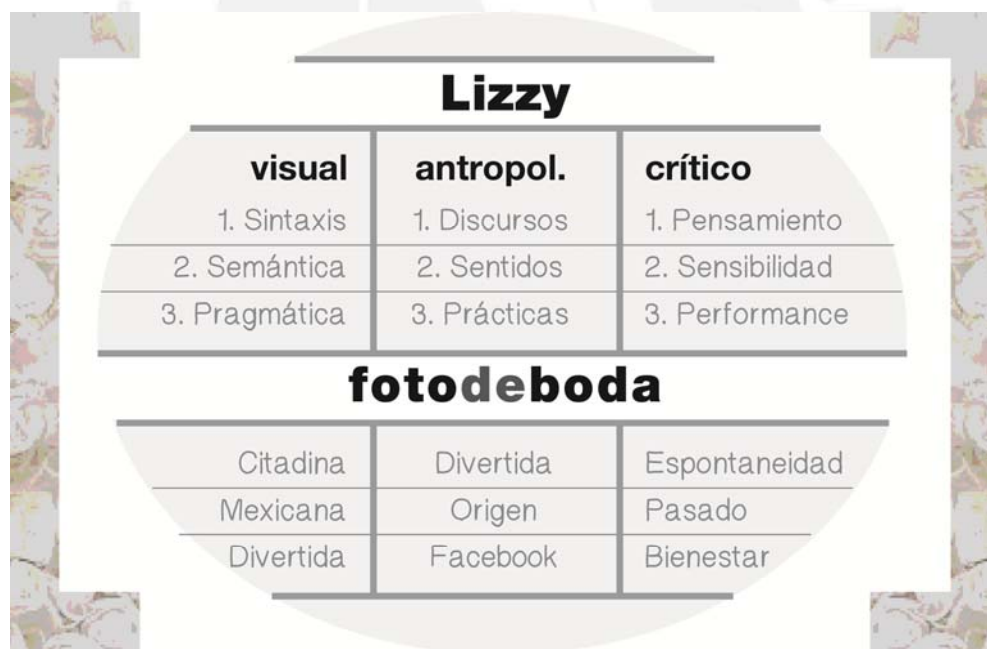 Lizzy
visual antropol. crítico
1. Sintaxis 1. Discursos 1. Pensamiento
2. Semántica 2. Sentidos 2. Sensibilidad
3. Pragmática 3. Prácticas 3. Performance
fotodeboda
Citadina Divertida Espontaneidad
Mexicana Origen Pasado
Divertida Facebook Bienestar